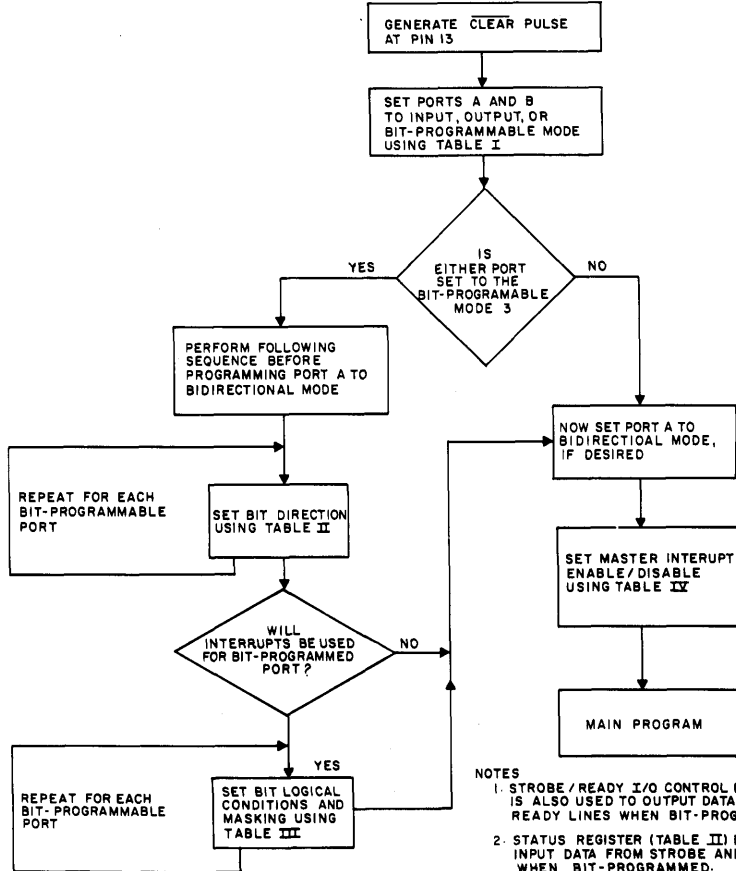 GENERATE CLEAR PULSE
AT PIN 13
SET PORTS A AND B
TO INPUT, OUTPUT, OR
BIT-PROGRAMMABLE MODE
USING TABLE I
IS
EITHER PORT
SET TO THE
BIT-PROGRAMABLE
MODE 3
YES
NO
PERFORM FOLLOWING
SEQUENCE BEFORE
PROGRAMMING PORT A TO
BIDIRECTIONAL MODE
REPEAT FOR EACH
BIT-PROGRAMMABLE
PORT
SET BIT DIRECTION
USING TABLE II
WILL
INTERRUPTS BE USED
FOR BIT-PROGRAMMED
PORT?
NO
YES
REPEAT FOR EACH
BIT-PROGRAMMABLE
PORT
SET BIT LOGICAL
CONDITIONS AND
MASKING USING
TABLE III
NOW SET PORT A TO
BIDIRECTIOAL MODE,
IF DESIRED
SET MASTER INTERUPT
ENABLE/DISABLE
USING TABLE IV
MAIN PROGRAM
NOTES
1. STROBE/READY I/O CONTROL
IS ALSO USED TO OUTPUT DATA
READY LINES WHEN BIT-PROG
2. STATUS REGISTER (TABLE II)
INPUT DATA FROM STROBE AN
WHEN BIT-PROGRAMMED.